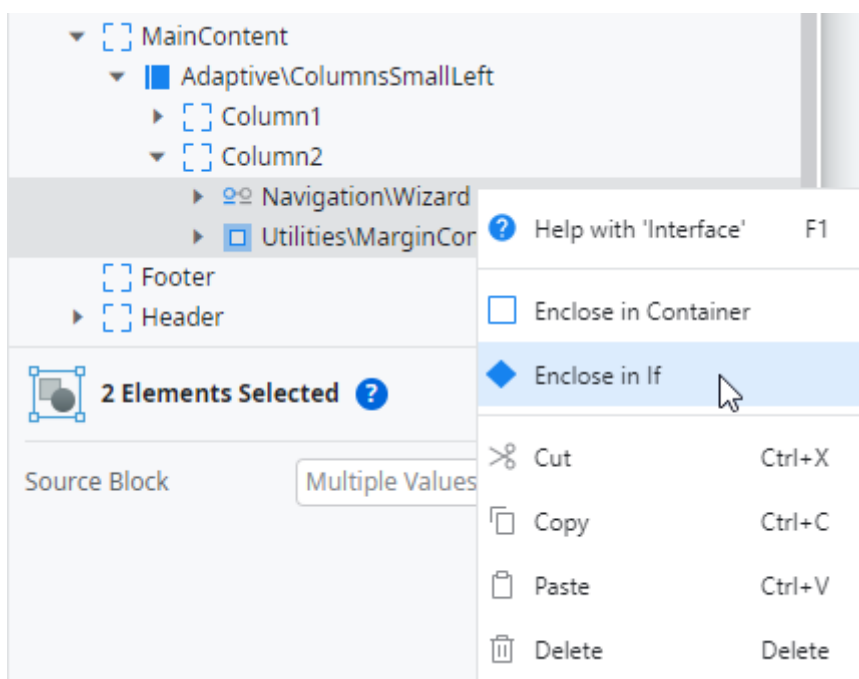 MainContent
Adaptive\ColumnsSmallLeft
Column1
Column2
Navigation\Wizard
Utilities\MarginCon
Footer
Header
2 Elements Selected ?
Source Block
Multiple Values
? Help with 'Interface' F1
Enclose in Container
Enclose in If
Cut Ctrl+X
Copy Ctrl+C
Paste Ctrl+V
Delete Delete